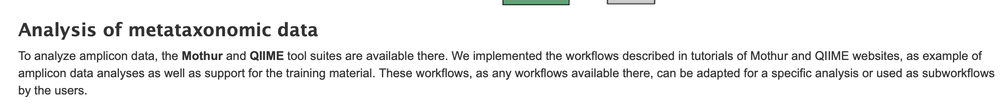 Analysis of metataxonomic data
To analyze amplicon data, the Mothur and QIIME tool suites are available there. We implemented the workflows described in tutorials of Mothur and QIIME websites, as example of
amplicon data analyses as well as support for the training material. These workflows, as any workflows available there, can be adapted for a specific analysis or used as subworkflows
by the users.